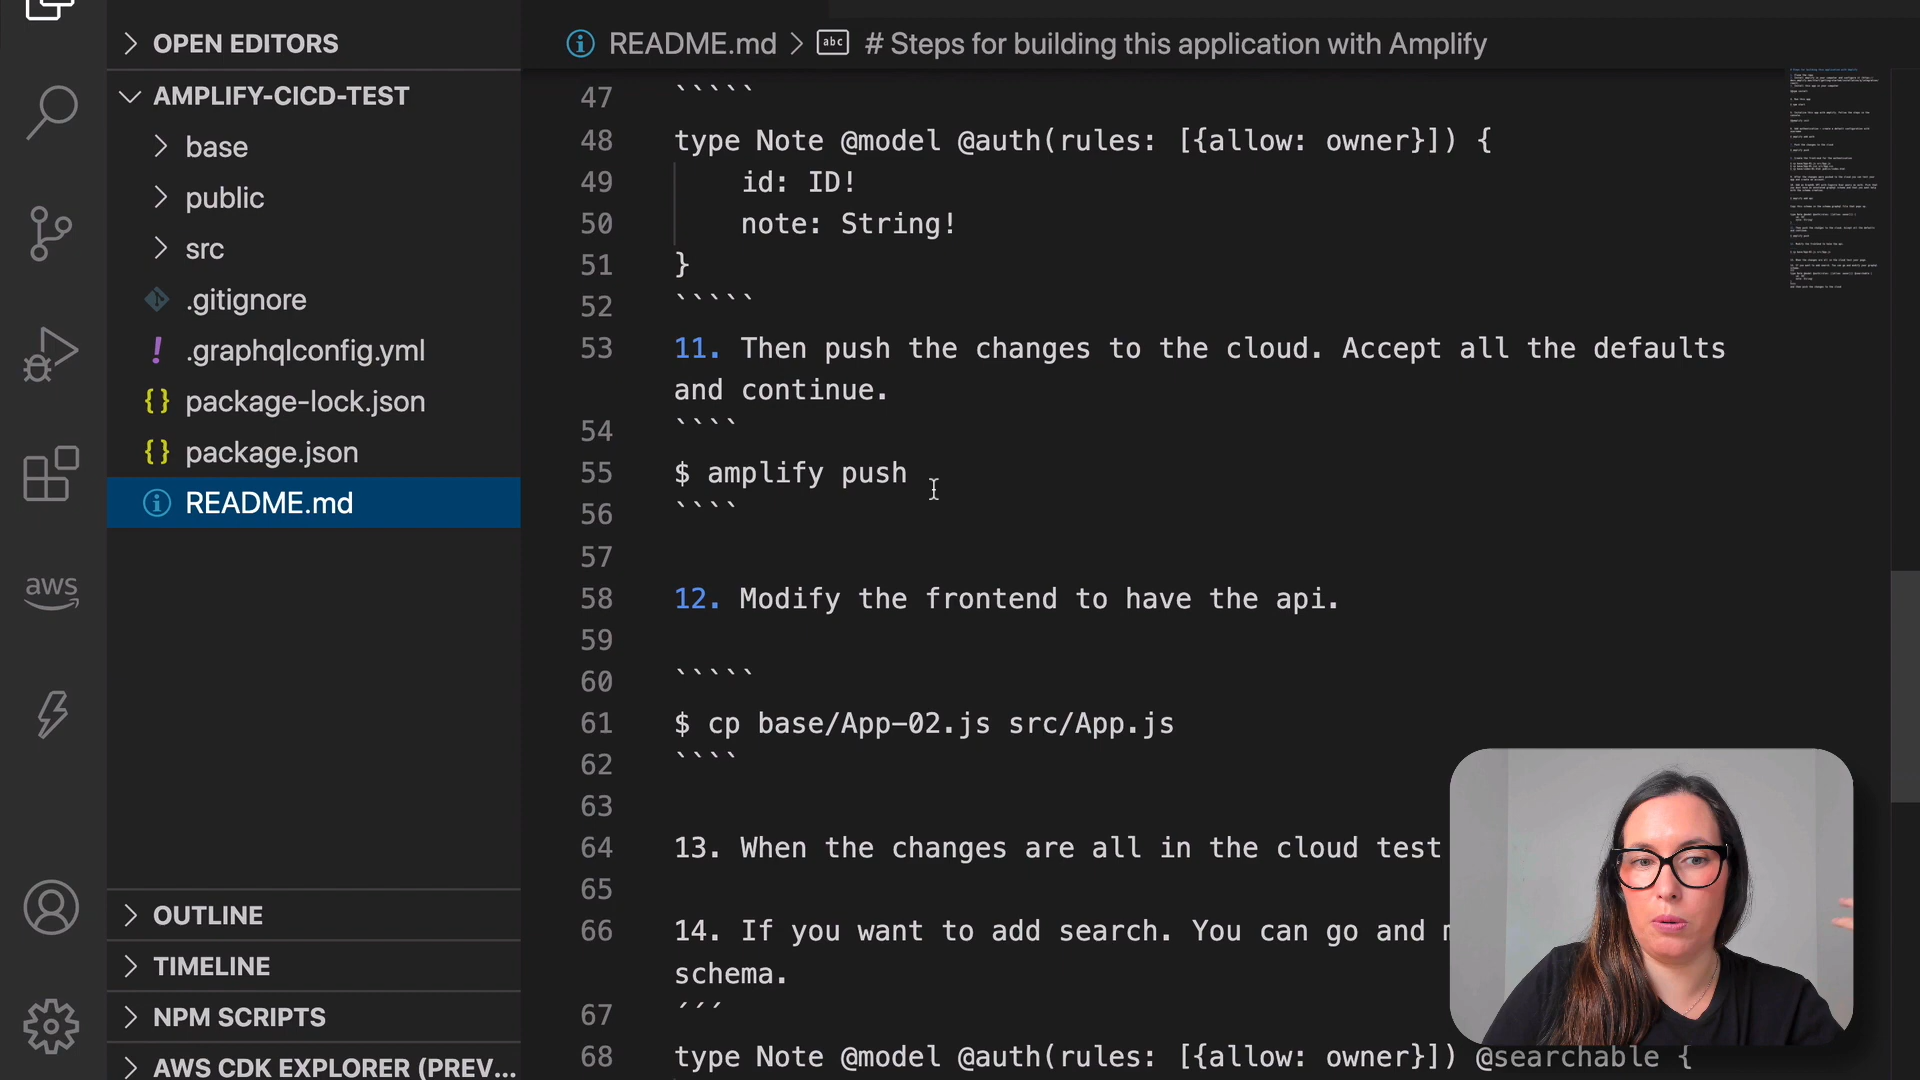 OPEN EDITORS
AMPLIFY-CICD-TEST
base
public
src
.gitignore
.graphqlconfig.yml
package-lock.json
package.json
README.md
aws
OUTLINE
TIMELINE
NPM SCRIPTS
AWS CDK EXPLORER (PREV...
README.md > abc # Steps for building this application with Amplify
47 `````
48 type Note @model @auth(rules: [{allow: owner}]) {
49 id: ID!
50 note: String!
51 }
52 `````
53 11. Then push the changes to the cloud. Accept all the defaults
and continue.
54 ````
55 $ amplify push
56 ````
57
58 12. Modify the frontend to have the api.
59
60 `````
61 $ cp base/App-02.js src/App.js
62 ````
63
64 13. When the changes are all in the cloud test
65
66 14. If you want to add search. You can go and
schema.
67 ´´´
68 type Note @model @auth(rules: [{allow: owner}]) @searchable {